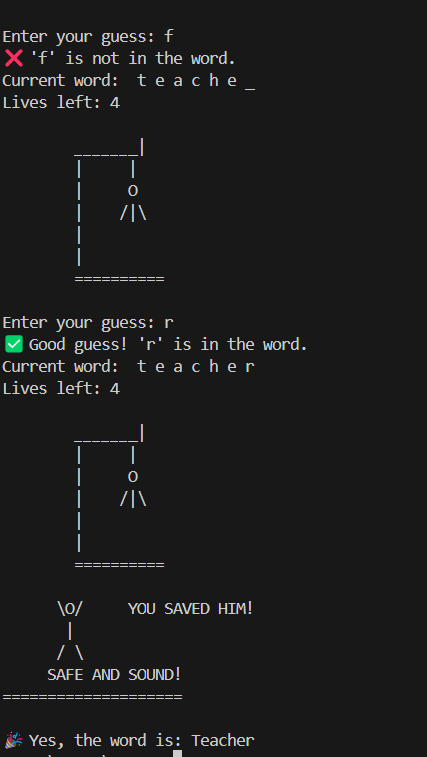 Enter your guess: f
❌ 'f' is not in the word.
Current word:  t e a c h e _
Lives left: 4
        _______|
        |     |
        |     O
        |    /|\
        |
        |
        ==========
Enter your guess: r
✅ Good guess! 'r' is in the word.
Current word:  t e a c h e r
Lives left: 4
        _______|
        |     |
        |     O
        |    /|\
        |
        |
        ==========
      \O/     YOU SAVED HIM!
       |
      / \
     SAFE AND SOUND!
====================
🎉 Yes, the word is: Teacher